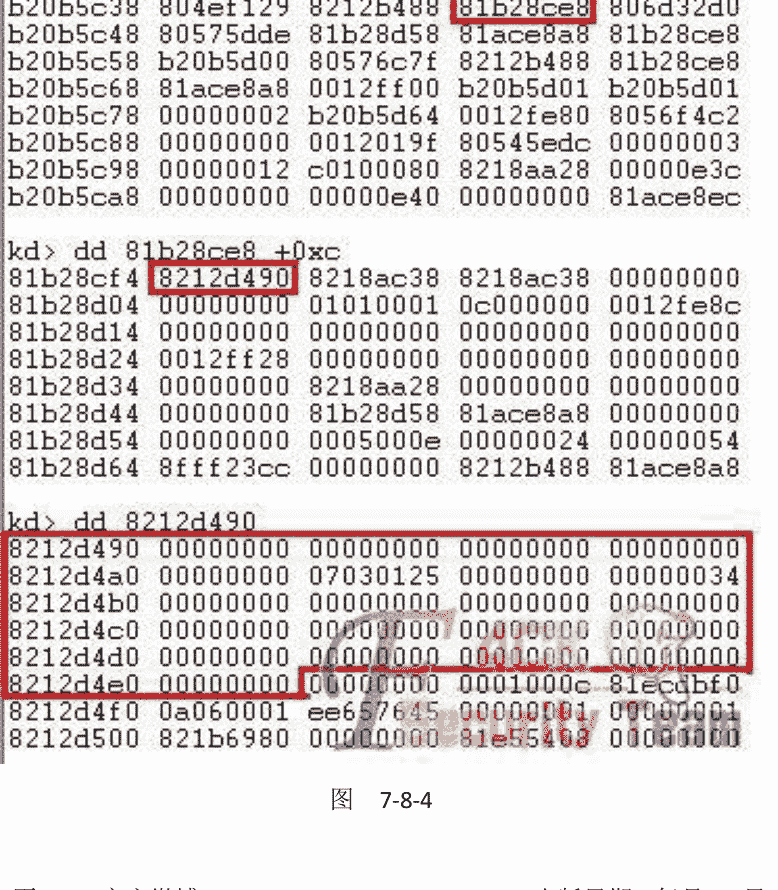 b20b5c38 804ef129 8212b488 81b28ce8 806d32d0
b20b5c48 80575dde 81b28d58 81ace8a8 81b28ce8
b20b5c58 b20b5d00 80576c7f 8212b488 81b28ce8
b20b5c68 81ace8a8 0012ff00 b20b5d01 b20b5d01
b20b5c78 00000002 b20b5d64 0012fe80 8056f4c2
b20b5c88 00000000 0012019f 80545edc 00000003
b20b5c98 00000012 c0100080 8218aa28 00000e3c
b20b5ca8 00000000 00000e40 00000000 81ace8ec
kd> dd 81b28ce8 +0xc
81b28cf4 8212d490 8218ac38 8218ac38 00000000
81b28d04 00000000 01010001 0c000000 0012fe8c
81b28d14 00000000 00000000 00000000 00000000
81b28d24 0012ff28 00000000 00000000 00000000
81b28d34 00000000 8218aa28 00000000 00000000
81b28d44 00000000 81b28d58 81ace8a8 00000000
81b28d54 00000000 0005000e 00000024 00000054
81b28d64 8fff23cc 00000000 8212b488 81ace8a8
kd> dd 8212d490
8212d490 00000000 00000000 00000000 00000000
8212d4a0 00000000 07030125 00000000 00000034
8212d4b0 00000000 00000000 00000000 00000000
8212d4c0 00000000 00000000 00000000 00000000
8212d4d0 00000000 00000000 00000000 00000000
8212d4e0 00000000 00000000 0001000c 81ecdbf0
8212d4f0 0a060001 ee657645 00000001
8212d500 821b6980 00000000 81e55468 00000000
Security Team
图 7-8-4